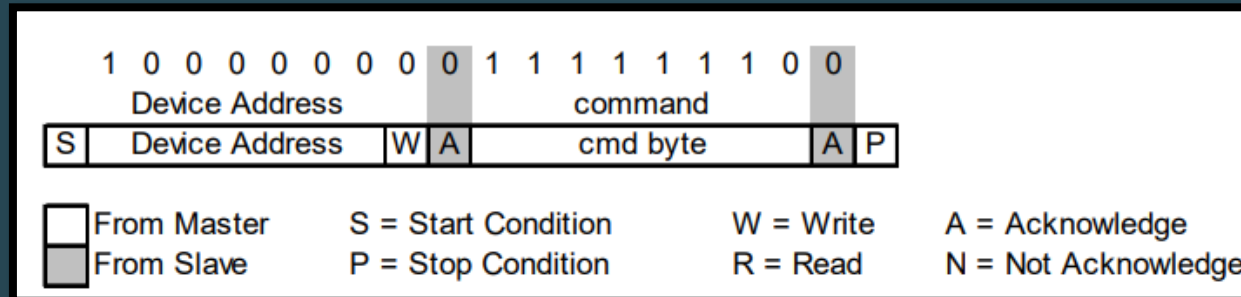 1 0 0 0 0 0 0 0 0 1 1 1 1 1 1 1 0 0
Device Address command
S Device Address W A cmd byte A P
From Master S = Start Condition W = Write A = Acknowledge
From Slave P = Stop Condition R = Read N = Not Acknowledge